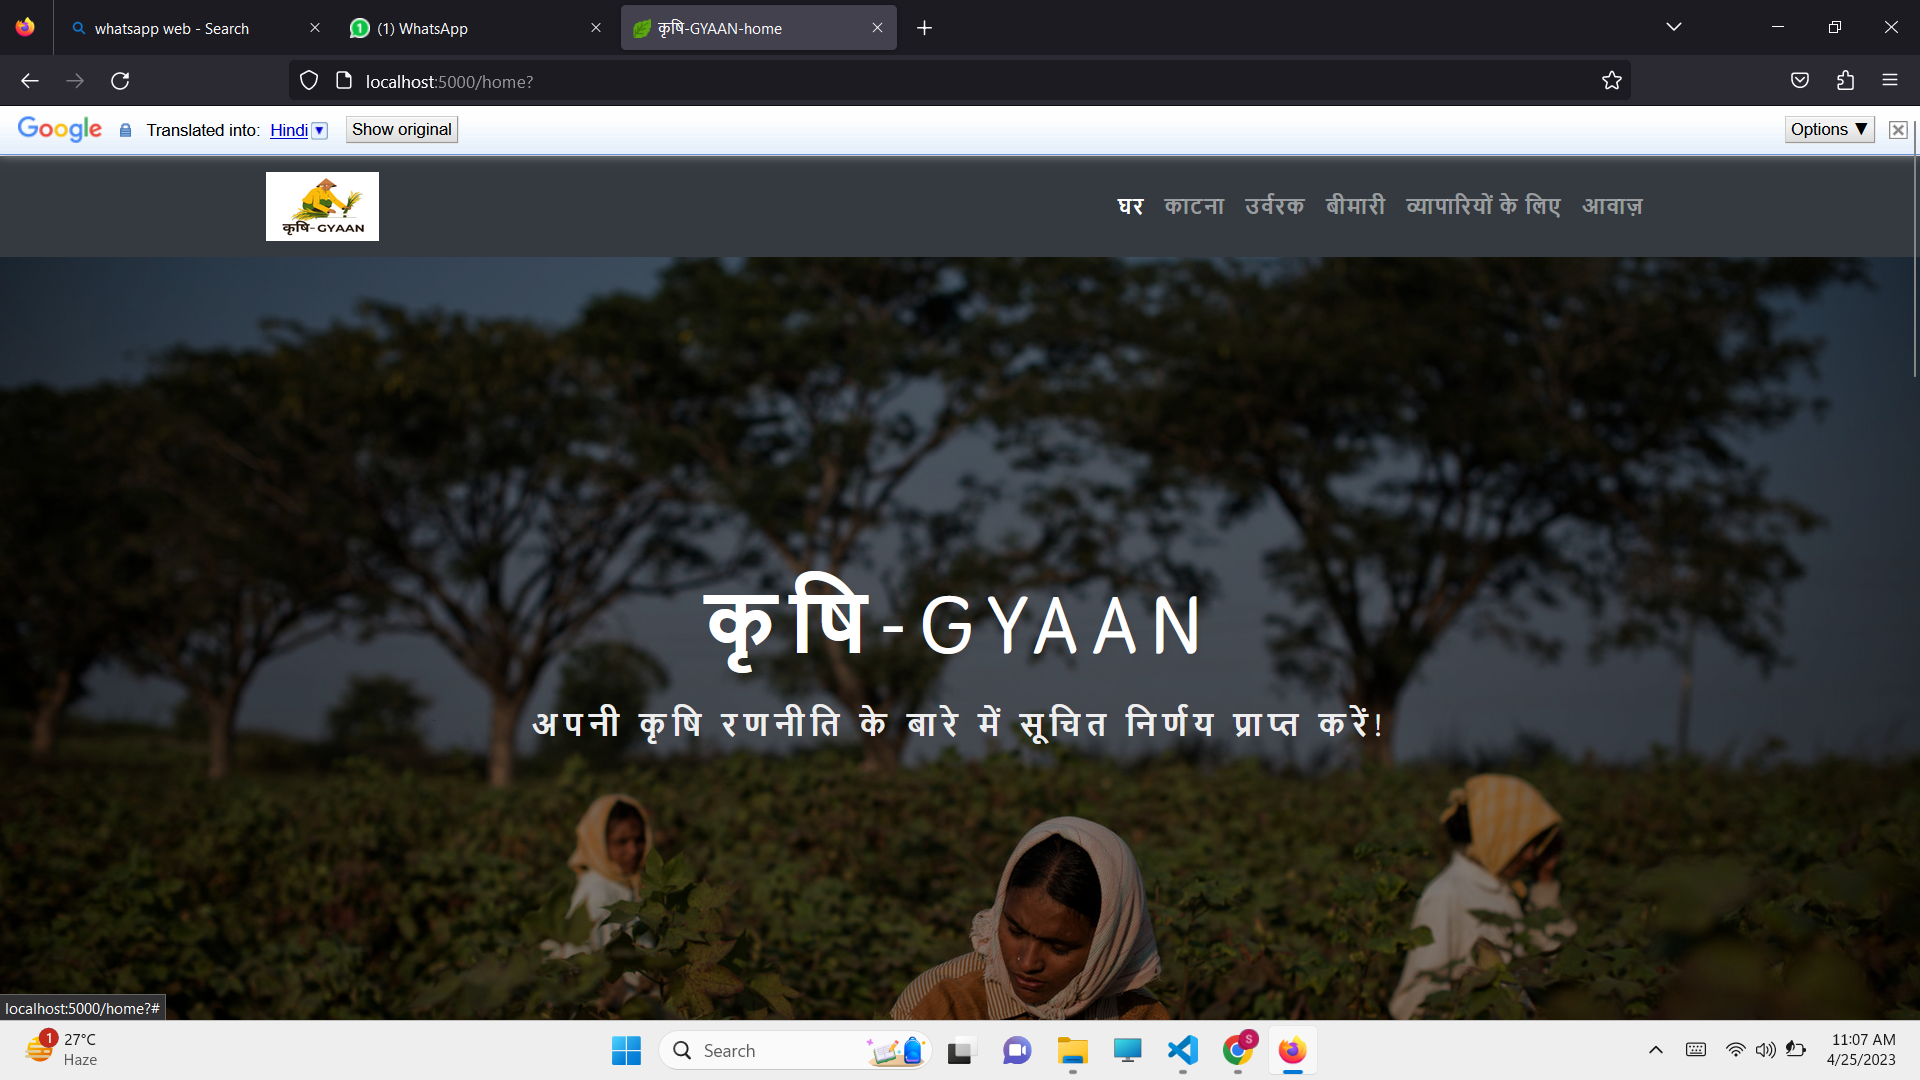 whatsapp web - Search
(1) WhatsApp
कृषि-GYAAN-home
localhost:5000/home?
Google Translated into: Hindi Show original Options ▼
कृषि-GYAAN
घर काटना उर्वरक बीमारी व्यापारियों के लिए आवाज़
कृषि-GYAAN
अपनी कृषि रणनीति के बारे में सूचित निर्णय प्राप्त करें!
localhost:5000/home?#
1
27°C
Haze
Search
S
11:07 AM
4/25/2023